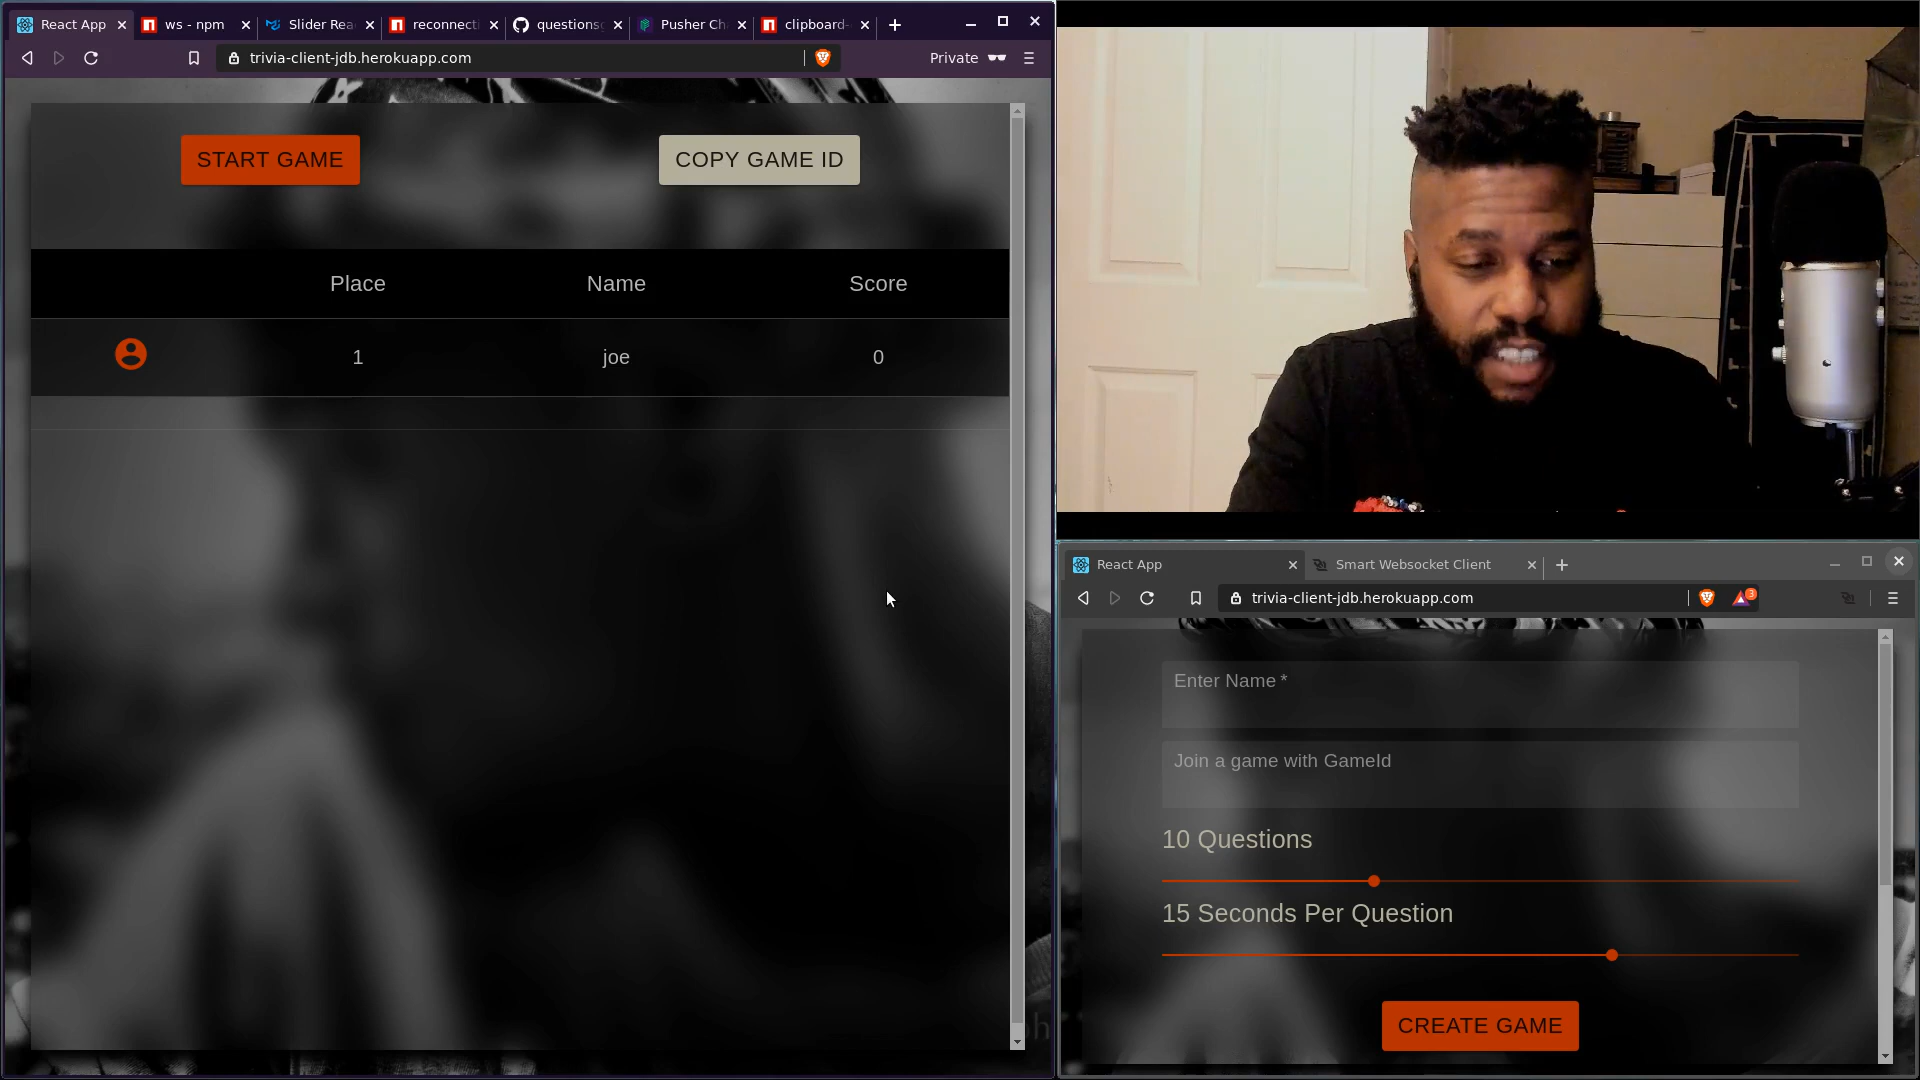 React App
ws - npm
Slider Rea
reconnecti
questions
Pusher Ch
clipboard-
trivia-client-jdb.herokuapp.com
Private
START GAME
COPY GAME ID
Place Name Score
1 joe 0
React App
Smart Websocket Client
trivia-client-jdb.herokuapp.com
3
Enter Name *
Join a game with GameId
10 Questions
15 Seconds Per Question
CREATE GAME